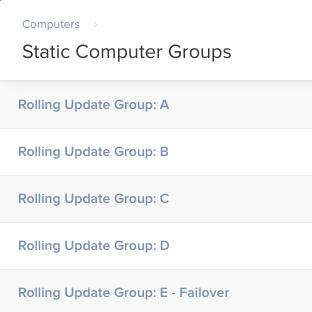 Computers ›
Static Computer Groups
Rolling Update Group: A
Rolling Update Group: B
Rolling Update Group: C
Rolling Update Group: D
Rolling Update Group: E - Failover